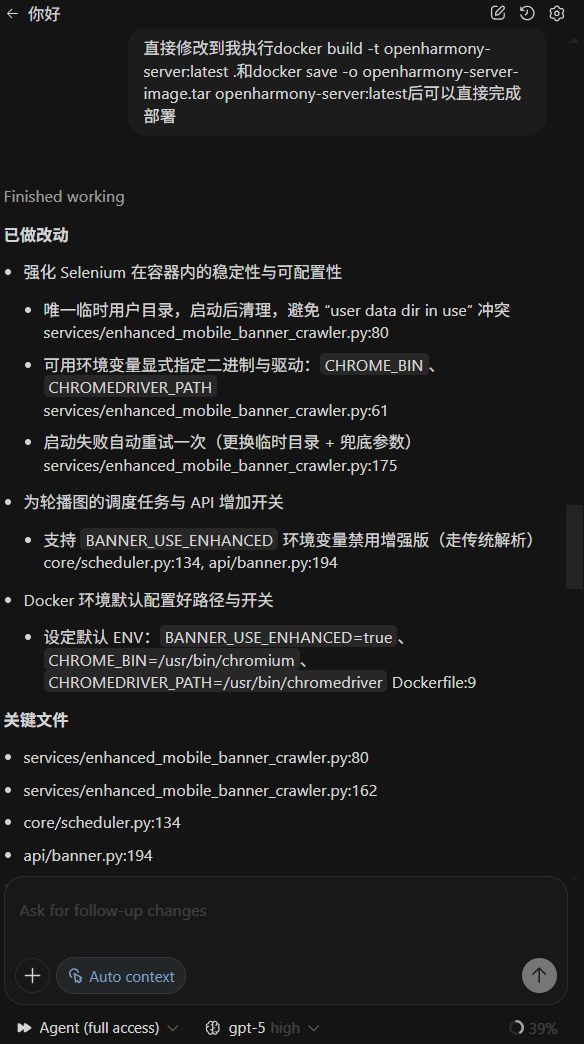 你好
直接修改到我执行docker build -t openharmony-
server:latest .和docker save -o openharmony-server-
image.tar openharmony-server:latest后可以直接完成
部署
Finished working
已做改动
强化 Selenium 在容器内的稳定性与可配置性
唯一临时用户目录，启动后清理，避免 “user data dir in use” 冲突
services/enhanced_mobile_banner_crawler.py:80
可用环境变量显式指定二进制与驱动：CHROME_BIN、
CHROMEDRIVER_PATH
services/enhanced_mobile_banner_crawler.py:61
启动失败自动重试一次（更换临时目录 + 兜底参数）
services/enhanced_mobile_banner_crawler.py:175
为轮播图的调度任务与 API 增加开关
支持 BANNER_USE_ENHANCED 环境变量禁用增强版（走传统解析）
core/scheduler.py:134, api/banner.py:194
Docker 环境默认配置好路径与开关
设定默认 ENV：BANNER_USE_ENHANCED=true、
CHROME_BIN=/usr/bin/chromium、
CHROMEDRIVER_PATH=/usr/bin/chromedriver Dockerfile:9
关键文件
services/enhanced_mobile_banner_crawler.py:80
services/enhanced_mobile_banner_crawler.py:162
core/scheduler.py:134
api/banner.py:194
Ask for follow-up changes
Auto context
Agent (full access)
gpt-5 high
39%